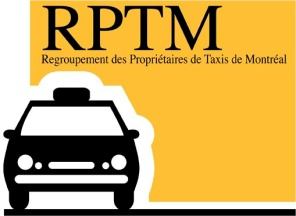 RPTM
Regroupement des Propriétaires de Taxis de Montréal